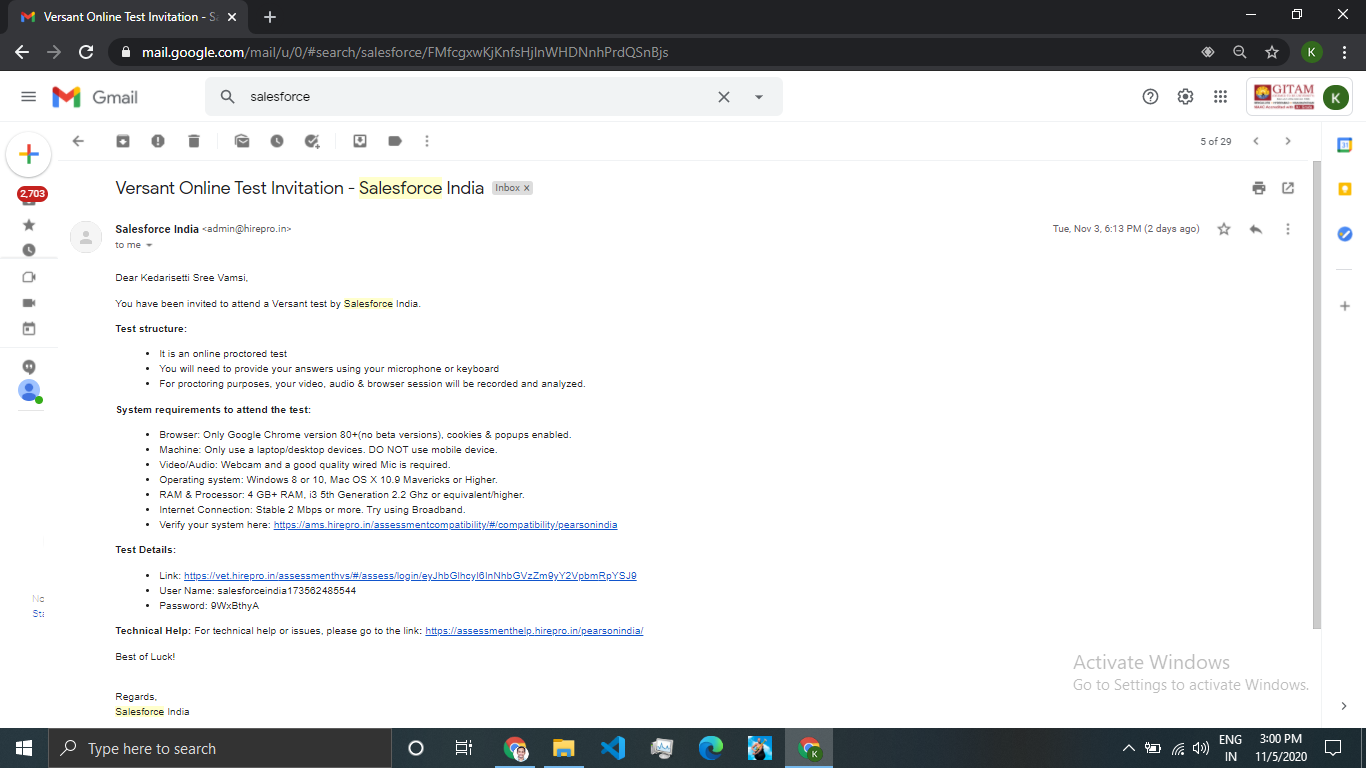 Versant Online Test Invitation - Sa
mail.google.com/mail/u/0/#search/salesforce/FMfcgxwKjKnfsHjlnWHDNnhPrdQSnBjs
K
Gmail
salesforce
GITAM
K
5 of 29
2,703
Versant Online Test Invitation - Salesforce India Inbox x
Salesforce India <admin@hirepro.in>
Tue, Nov 3, 6:13 PM (2 days ago)
to me
Dear Kedarisetti Sree Vamsi,
You have been invited to attend a Versant test by Salesforce India.
Test structure:
• It is an online proctored test
• You will need to provide your answers using your microphone or keyboard
• For proctoring purposes, your video, audio & browser session will be recorded and analyzed.
System requirements to attend the test:
• Browser: Only Google Chrome version 80+(no beta versions), cookies & popups enabled.
• Machine: Only use a laptop/desktop devices. DO NOT use mobile device.
• Video/Audio: Webcam and a good quality wired Mic is required.
• Operating system: Windows 8 or 10, Mac OS X 10.9 Mavericks or Higher.
• RAM & Processor: 4 GB+ RAM, i3 5th Generation 2.2 Ghz or equivalent/higher.
• Internet Connection: Stable 2 Mbps or more. Try using Broadband.
• Verify your system here: https://ams.hirepro.in/assessmentcompatibility/#/compatibility/pearsonindia
Test Details:
• Link: https://vet.hirepro.in/assessmenthvs/#/assess/login/eyJhbGlhcyI6InNhbGVzZm9yY2VpbmRpYSJ9
• User Name: salesforceindia173562485544
• Password: 9WxBthyA
Technical Help: For technical help or issues, please go to the link: https://assessmenthelp.hirepro.in/pearsonindia/
Best of Luck!
Regards,
Salesforce India
No
Sta
31
Activate Windows
Go to Settings to activate Windows.
Type here to search
K
ENG
IN
3:00 PM
11/5/2020